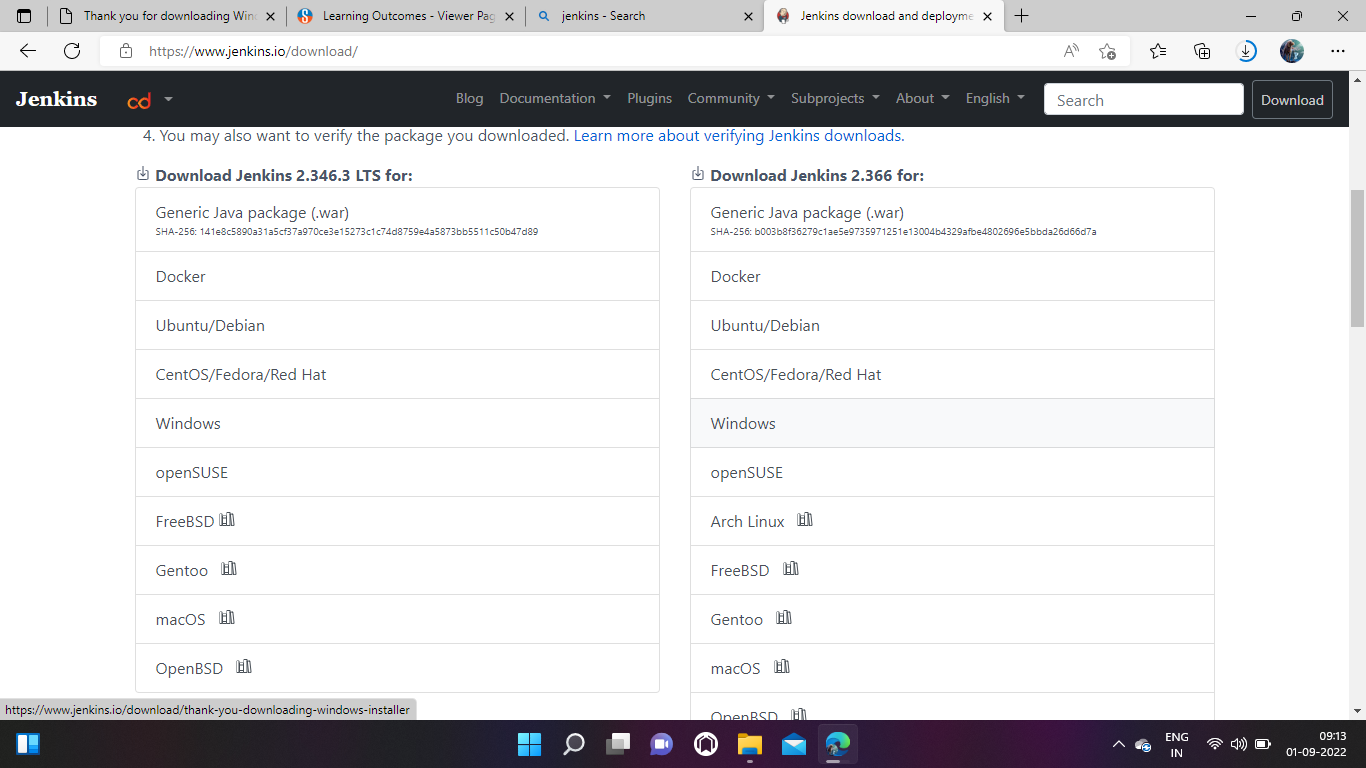 Thank you for downloading Win
Learning Outcomes - Viewer Pag
jenkins - Search
Jenkins download and deployme
https://www.jenkins.io/download/
Jenkins
cd
Blog
Documentation
Plugins
Community
Subprojects
About
English
Search
Download
4. You may also want to verify the package you downloaded. Learn more about verifying Jenkins downloads.
Download Jenkins 2.346.3 LTS for:
Generic Java package (.war)
SHA-256: 141e8c5890a31a5cf37a970ce3e15273c1c74d8759e4a5873bb5511c50b47d89
Docker
Ubuntu/Debian
CentOS/Fedora/Red Hat
Windows
openSUSE
FreeBSD
Gentoo
macOS
OpenBSD
Download Jenkins 2.366 for:
Generic Java package (.war)
SHA-256: b003b8f36279c1ae5e9735971251e13004b4329afbe4802696e5bbda26d66d7a
Docker
Ubuntu/Debian
CentOS/Fedora/Red Hat
Windows
openSUSE
Arch Linux
FreeBSD
Gentoo
macOS
OpenBSD
https://www.jenkins.io/download/thank-you-downloading-windows-installer
ENG
IN
09:13
01-09-2022